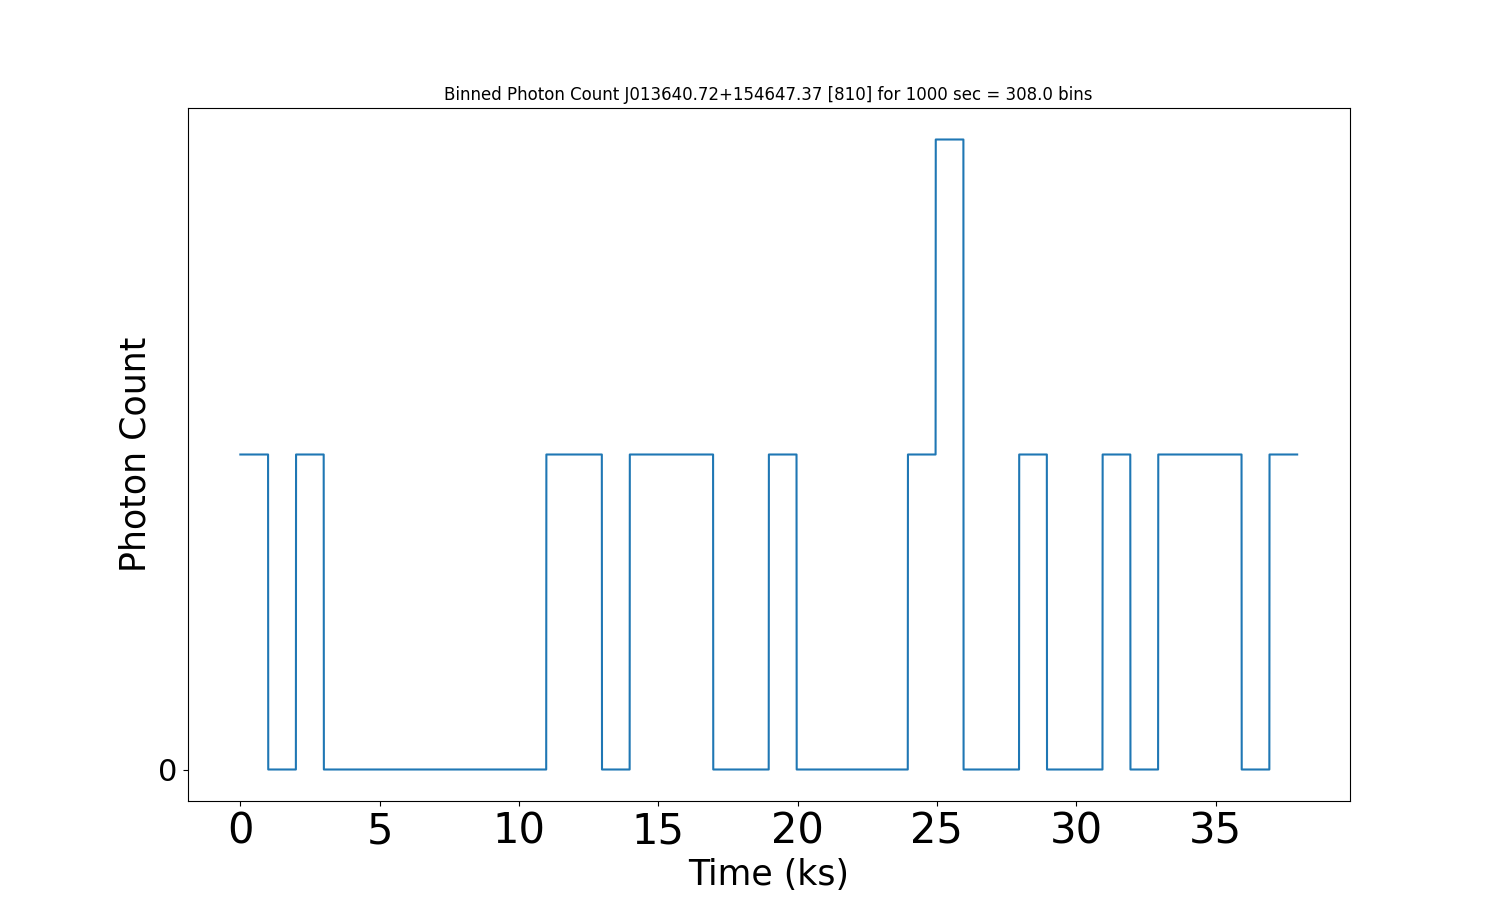 Binned Photon Count J013640.72+154647.37 [810] for 1000 sec = 308.0 bins
Photon Count
0
0 5 10 15 20 25 30 35
Time (ks)